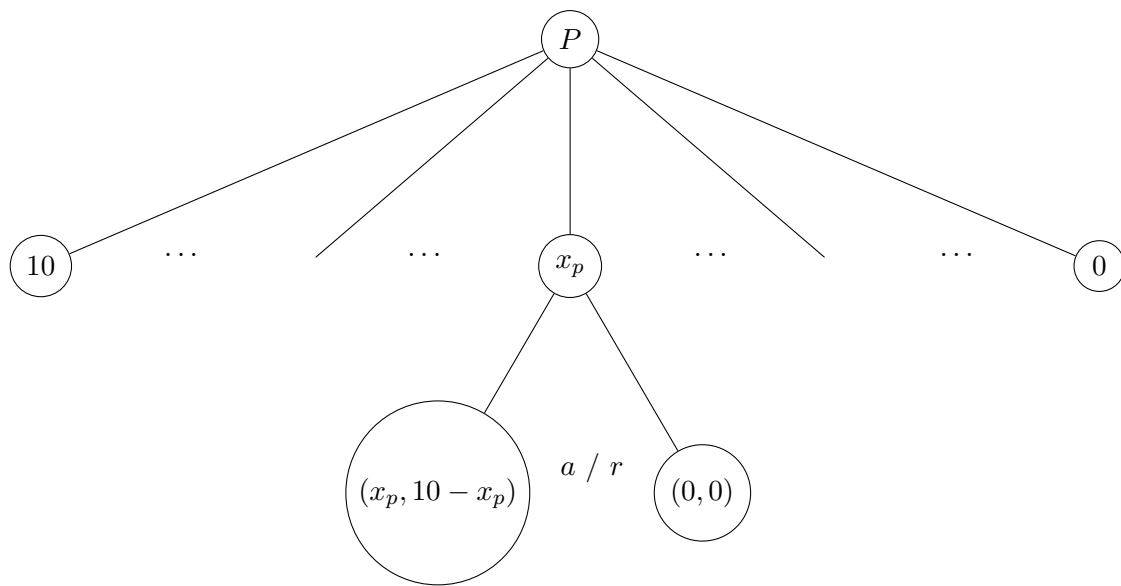 P
10 ... ... x_p ... ... 0
(x_p, 10 − x_p) a / r (0, 0)